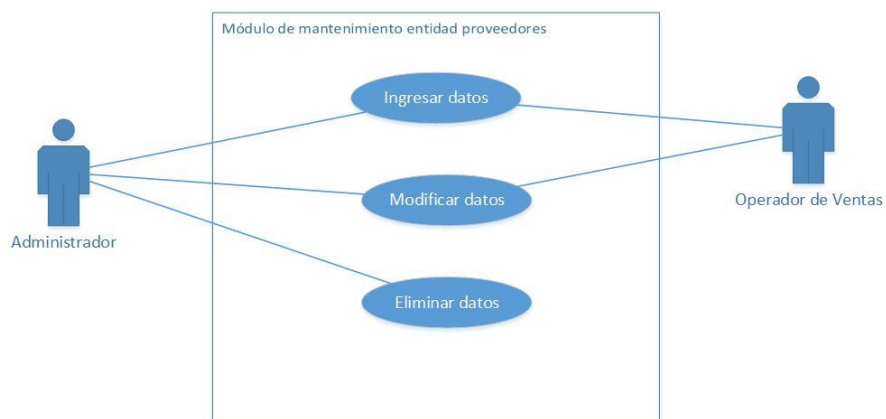 Módulo de mantenimiento entidad proveedores
Ingresar datos
Modificar datos
Operador de Ventas
Administrador
Eliminar datos